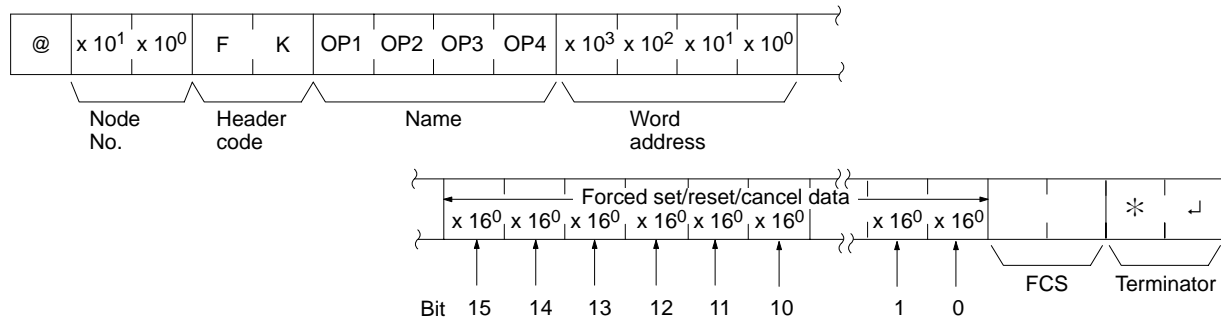 @ x 10¹ x 10⁰ F K OP1 OP2 OP3 OP4 x 10³ x 10² x 10¹ x 10⁰
Node No.
Header code
Name
Word address
Forced set/reset/cancel data
x 16⁰ x 16⁰ x 16⁰ x 16⁰ x 16⁰ x 16⁰ x 16⁰ x 16⁰ * ↵
FCS Terminator
Bit 15 14 13 12 11 10 1 0